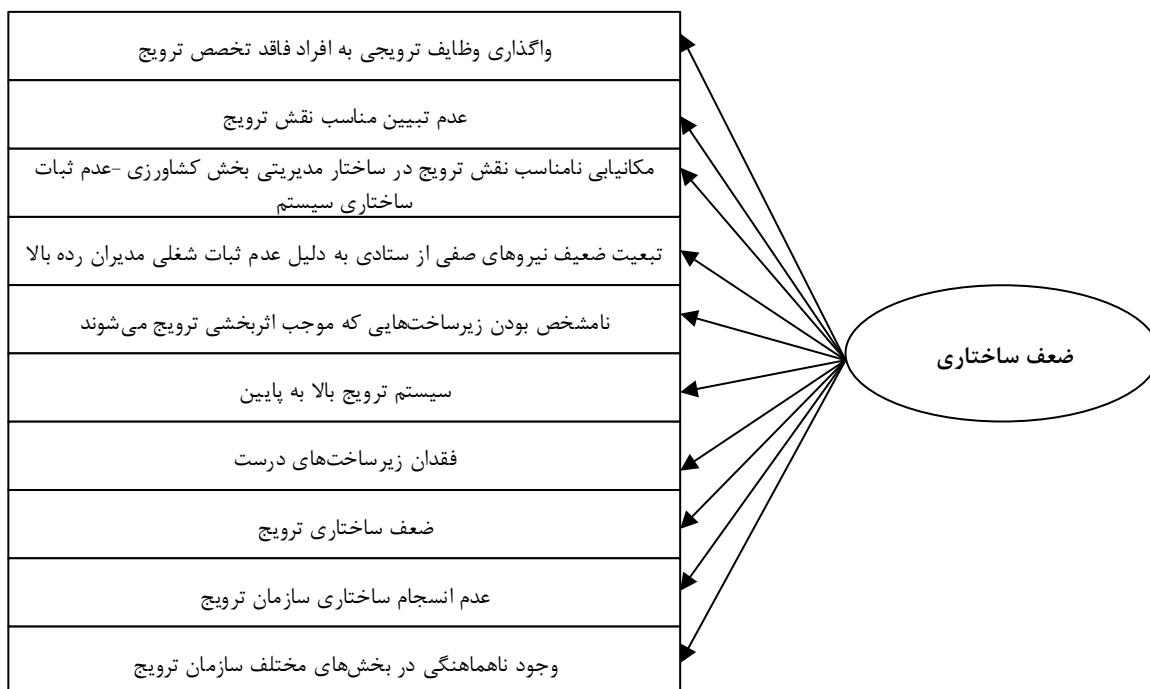 واگذاری وظایف ترویجی به افراد فاقد تخصص ترویج
عدم تبیین مناسب نقش ترویج
مکانیابی نامناسب نقش ترویج در ساختار مدیریتی بخش کشاورزی -عدم ثبات
ساختاری سیستم
تبعیت ضعیف نیروهای صفی از ستادی به دلیل عدم ثبات شغلی مدیران رده بالا
نامشخص بودن زیرساخت‌هایی که موجب اثربخشی ترویج می‌شوند
سیستم ترویج بالا به پایین
فقدان زیرساخت‌های درست
ضعف ساختاری ترویج
عدم انسجام ساختاری سازمان ترویج
وجود ناهماهنگی در بخش‌های مختلف سازمان ترویج
ضعف ساختاری